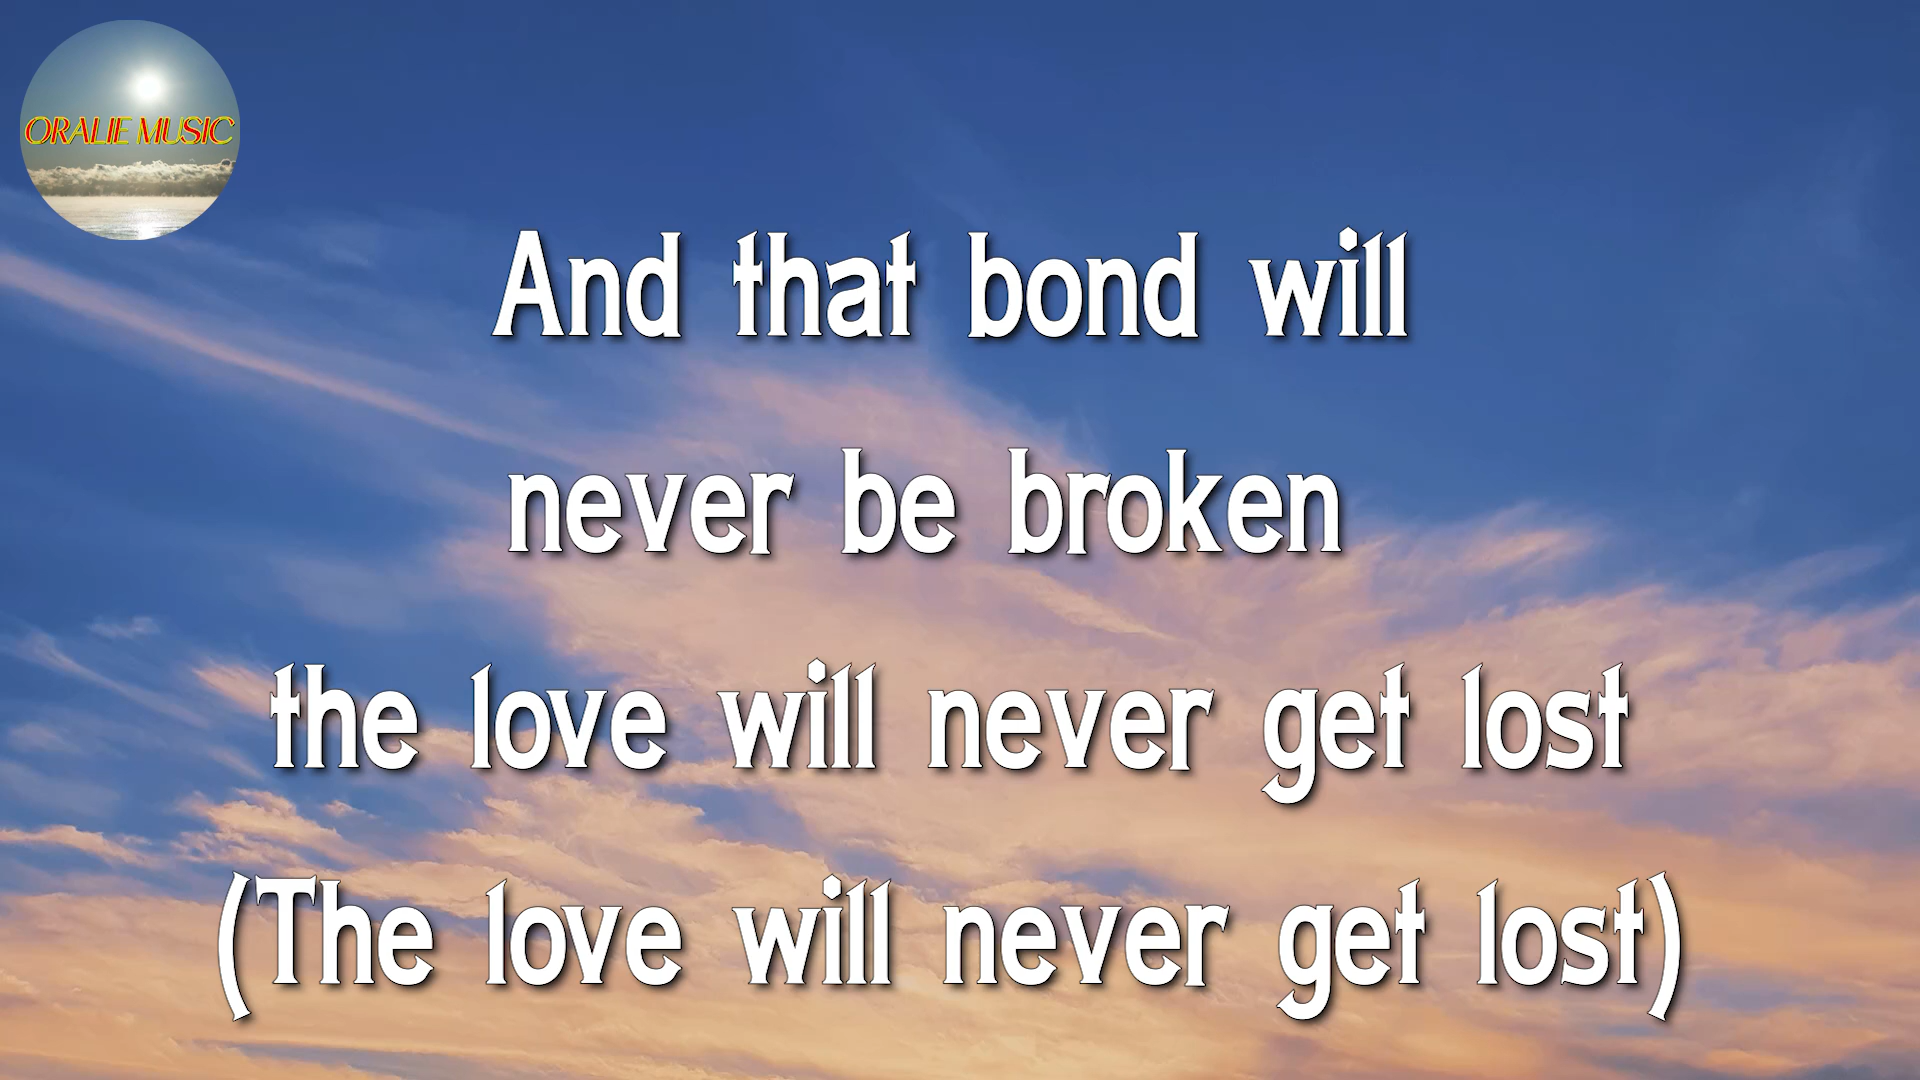 ORALIE MUSIC
And that bond will
never be broken
the love will never get lost
(The love will never get lost)